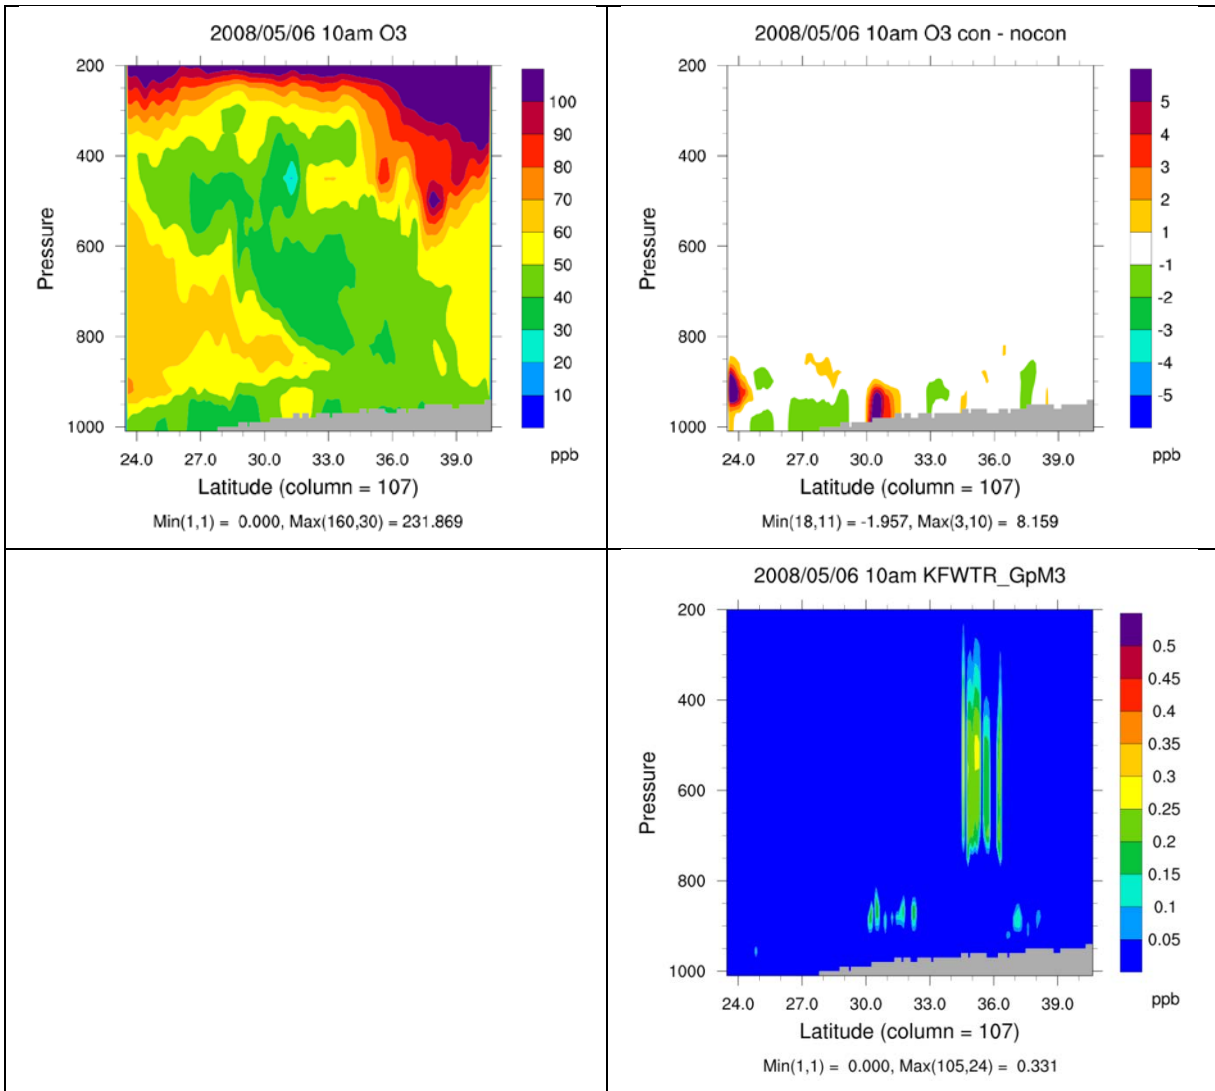 2008/05/06 10am O3
200
400
600
800
1000
Pressure
24.0 27.0 30.0 33.0 36.0 39.0
Latitude (column = 107)
Min(1,1) = 0.000, Max(160,30) = 231.869
100
90
80
70
60
50
40
30
20
10
ppb
2008/05/06 10am O3 con - nocon
200
400
600
800
1000
Pressure
24.0 27.0 30.0 33.0 36.0 39.0
Latitude (column = 107)
Min(18,11) = -1.957, Max(3,10) = 8.159
5
4
3
2
1
-1
-2
-3
-4
-5
ppb
2008/05/06 10am KFWTR_GpM3
200
400
600
800
1000
Pressure
24.0 27.0 30.0 33.0 36.0 39.0
Latitude (column = 107)
Min(1,1) = 0.000, Max(105,24) = 0.331
0.5
0.45
0.4
0.35
0.3
0.25
0.2
0.15
0.1
0.05
ppb